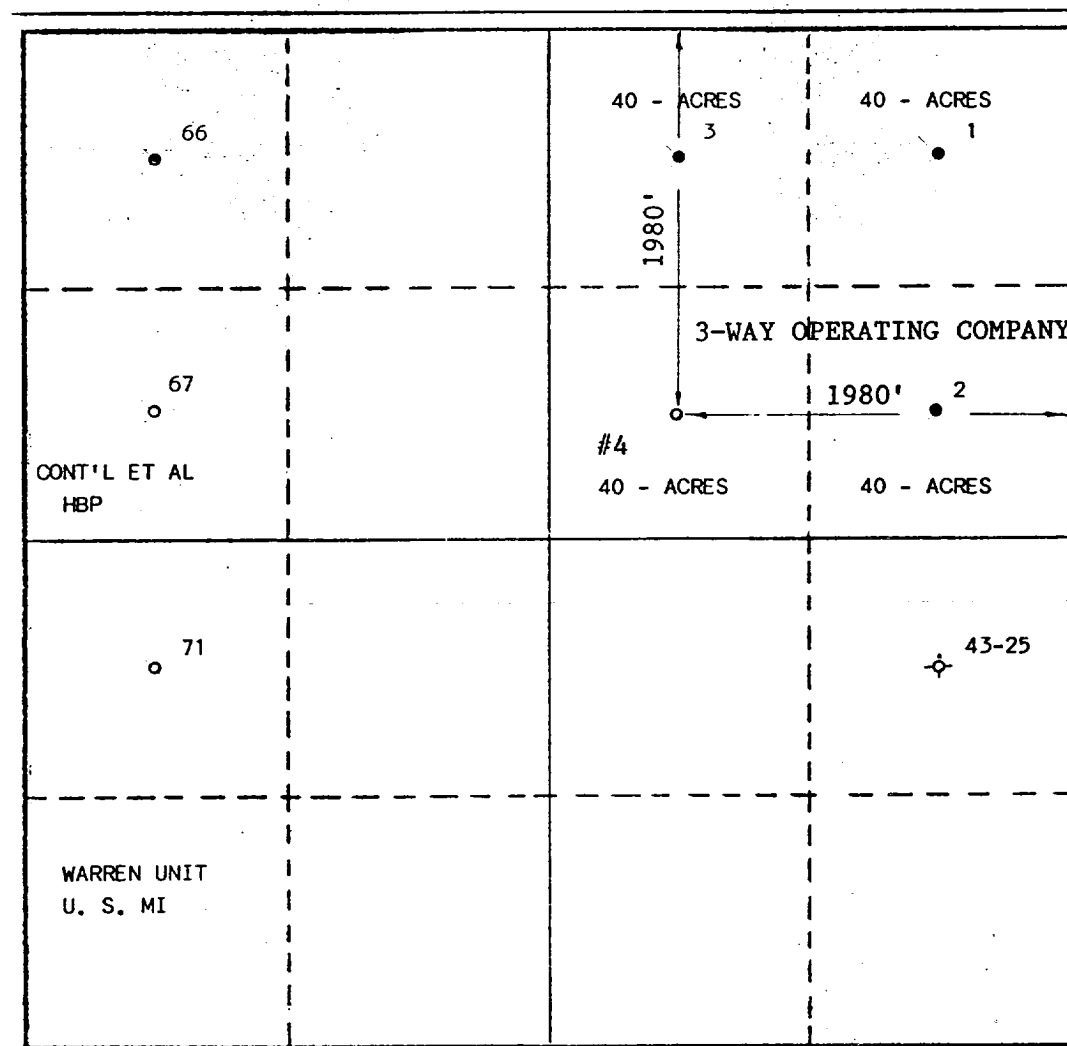 40 - ACRES
40 - ACRES
66
3
1
1980'
3-WAY OPERATING COMPANY
67
1980'
2
#4
CONT'L ET AL
HBP
40 - ACRES
40 - ACRES
71
43-25
WARREN UNIT
U. S. MI